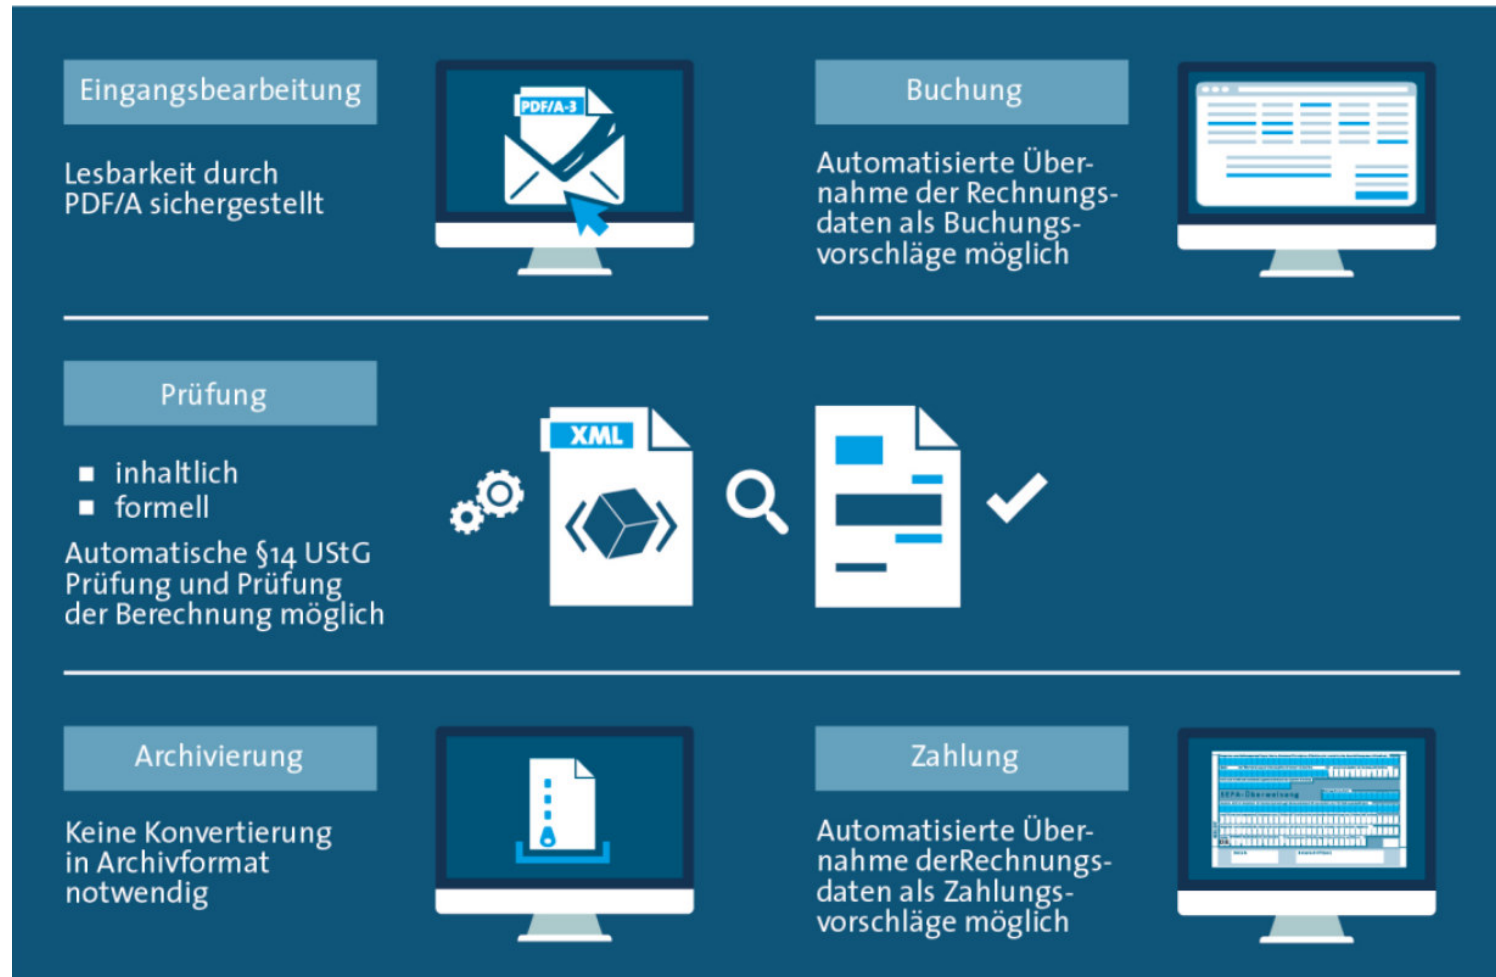 Eingangsbearbeitung
Lesbarkeit durch
PDF/A sichergestellt
PDF/A-3
Buchung
Automatisierte Über-
nahme der Rechnungs-
daten als Buchungs-
vorschläge möglich
Prüfung
■ inhaltlich
■ formell
Automatische §14 UStG
Prüfung und Prüfung
der Berechnung möglich
XML
Archivierung
Keine Konvertierung
in Archivformat
notwendig
Zahlung
Automatisierte Über-
nahme derRechnungs-
daten als Zahlungs-
vorschläge möglich
SEPA-Überweisung